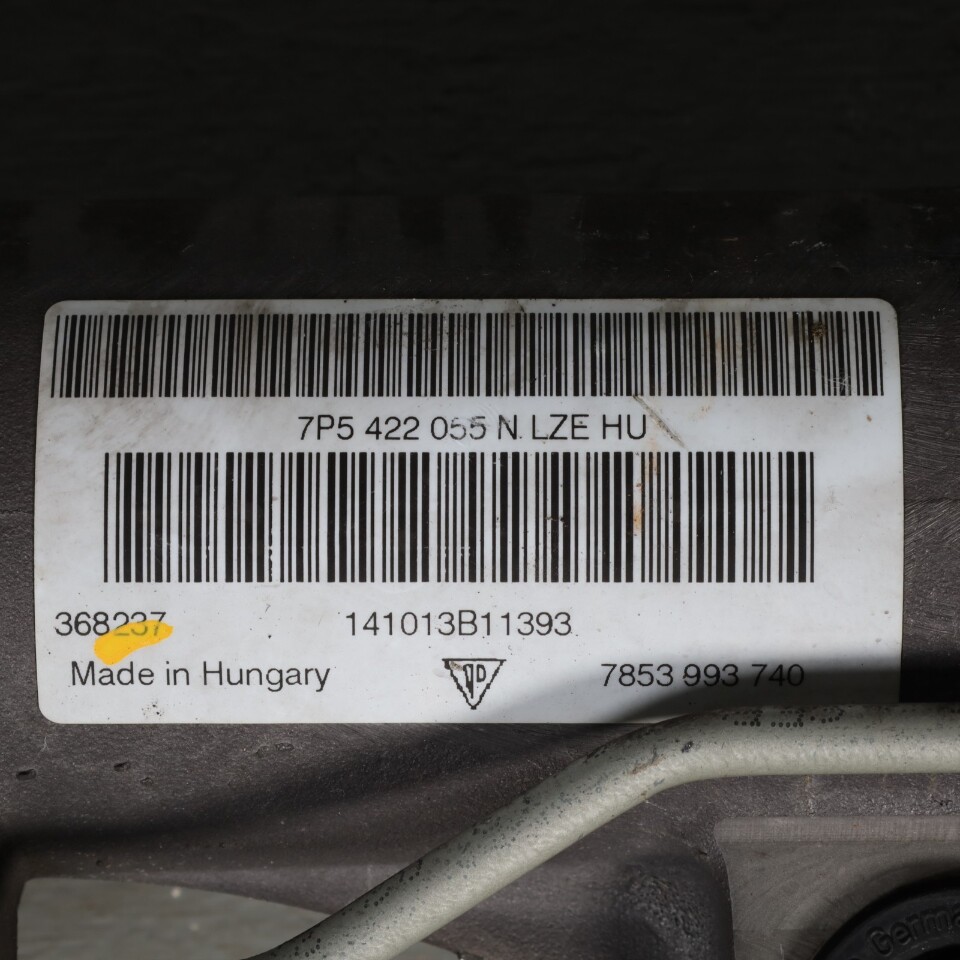 7P5 422 055 N LZE HU
368237
141013B11393
Made in Hungary
7853 993 740